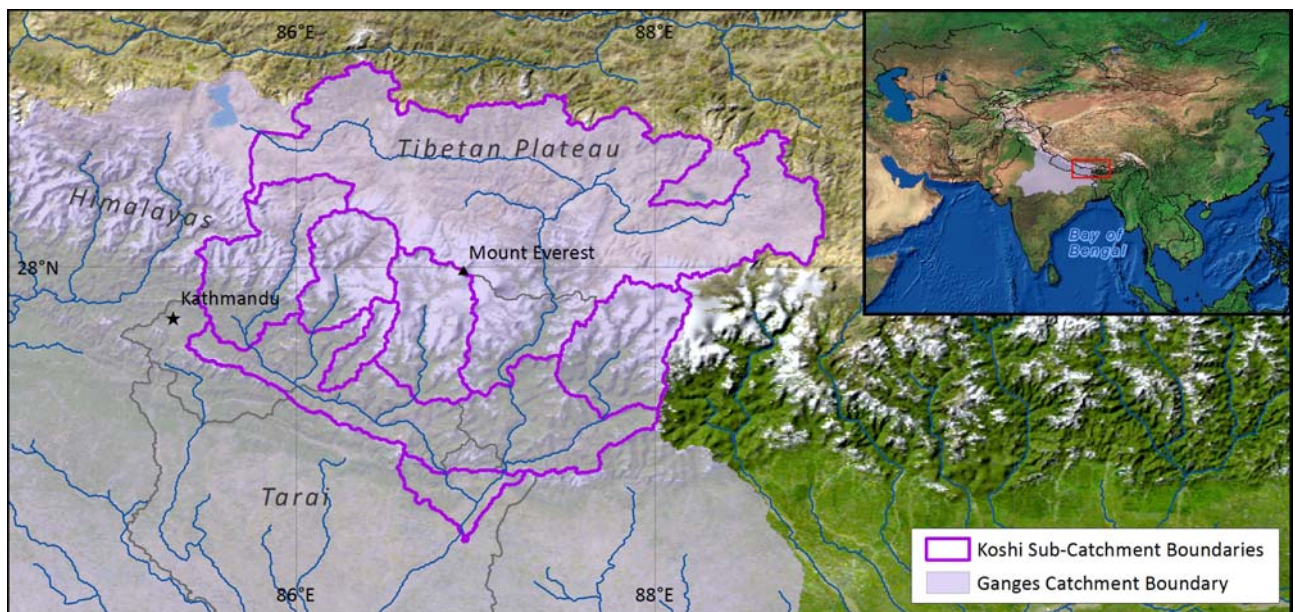 86°E
88°E
Tibetan Plateau
Himalayas
Mount Everest
28°N
Kathmandu
Tarai
86°E
88°E
Bay of
Bengal
Koshi Sub-Catchment Boundaries
Ganges Catchment Boundary